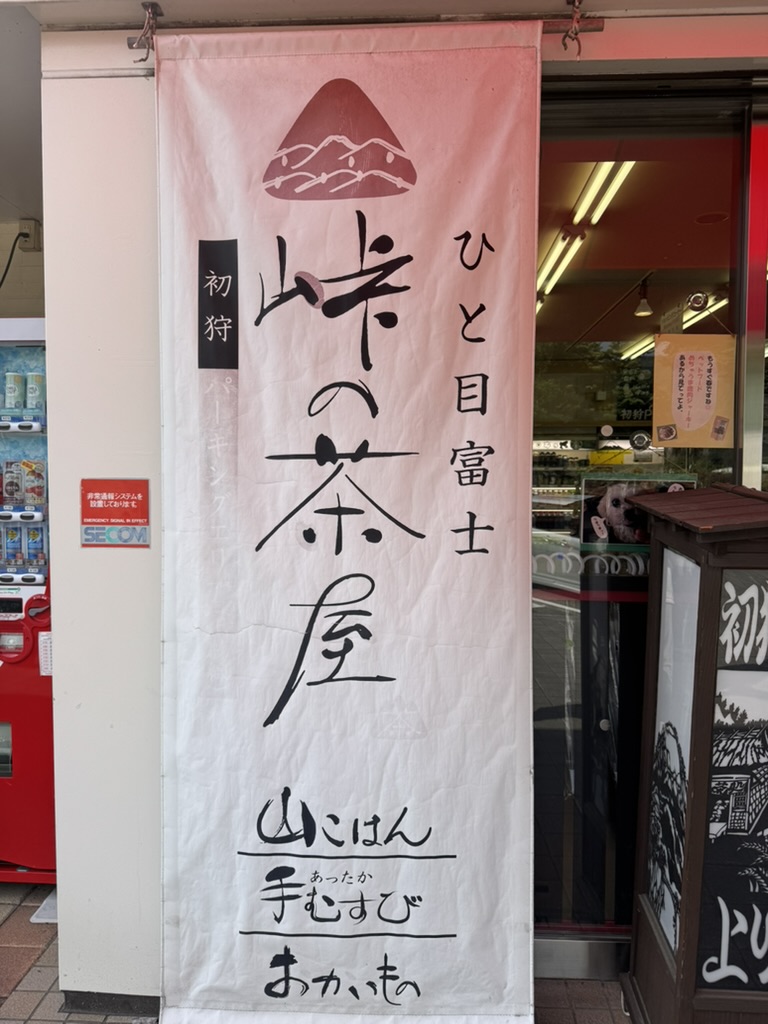 ひと目富士
峠の茶屋
初狩
パーキング
山ごはん
あったか
手むすび
おかいもの
非常通報システムを
設置しております。
EMERGENCY SIGNAL IN EFFECT
SECOM
初狩
上り